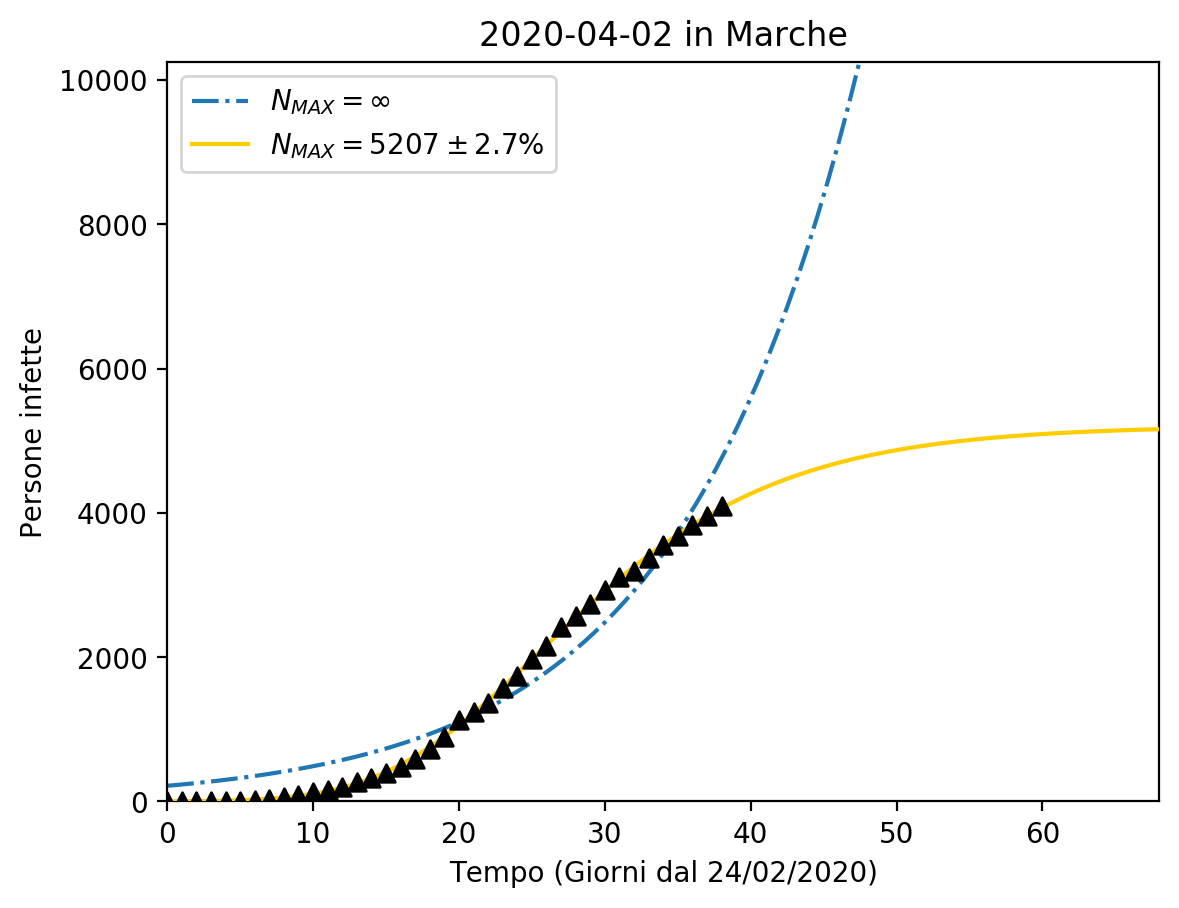 2020-04-02 in Marche
N_MAX = ∞
N_MAX = 5207 ± 2.7%
10000
8000
6000
4000
2000
0
Persone infette
0 10 20 30 40 50 60
Tempo (Giorni dal 24/02/2020)